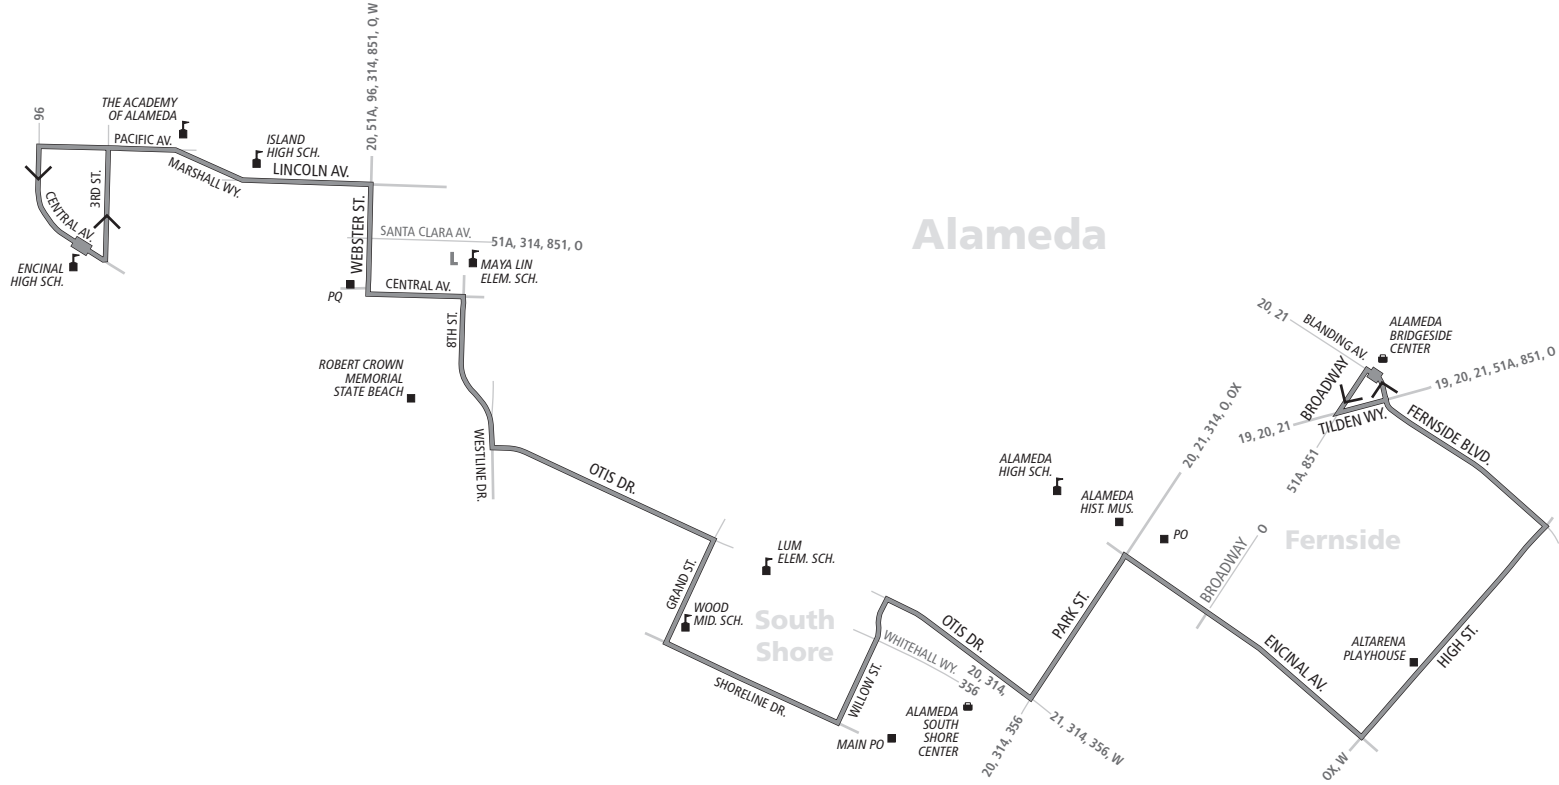 20, 51A, 96, 314, 851, O, W
96
THE ACADEMY
OF ALAMEDA
PACIFIC AV.
ISLAND
HIGH SCH.
MARSHALL WY.
LINCOLN AV.
3RD ST.
CENTRAL AV.
ENCINAL
HIGH SCH.
WEBSTER ST.
SANTA CLARA AV.
51A, 314, 851, O
L
MAYA LIN
ELEM. SCH.
PQ
CENTRAL AV.
8TH ST.
ROBERT CROWN
MEMORIAL
STATE BEACH
WESTLINE DR.
OTIS DR.
Alameda
GRAND ST.
LUM
ELEM. SCH.
WOOD
MID. SCH.
South
Shore
SHORELINE DR.
WILLOW ST.
WHITEHALL WY.
356
OTIS DR.
20, 314,
MAIN PO
ALAMEDA
SOUTH
SHORE
CENTER
20, 314, 356
21, 314, 356, W
PARK ST.
ALAMEDA
HIGH SCH.
ALAMEDA
HIST. MUS.
PO
20, 21, 314, O, OX
BROADWAY
O
Fernside
ENCINAL AV.
OX, W
HIGH ST.
ALTARENA
PLAYHOUSE
FERNSIDE BLVD.
20, 21
BLANDING AV.
ALAMEDA
BRIDGESIDE
CENTER
BROADWAY
TILDEN WY.
19, 20, 21
19, 20, 21, 51A, 851, O
51A, 851